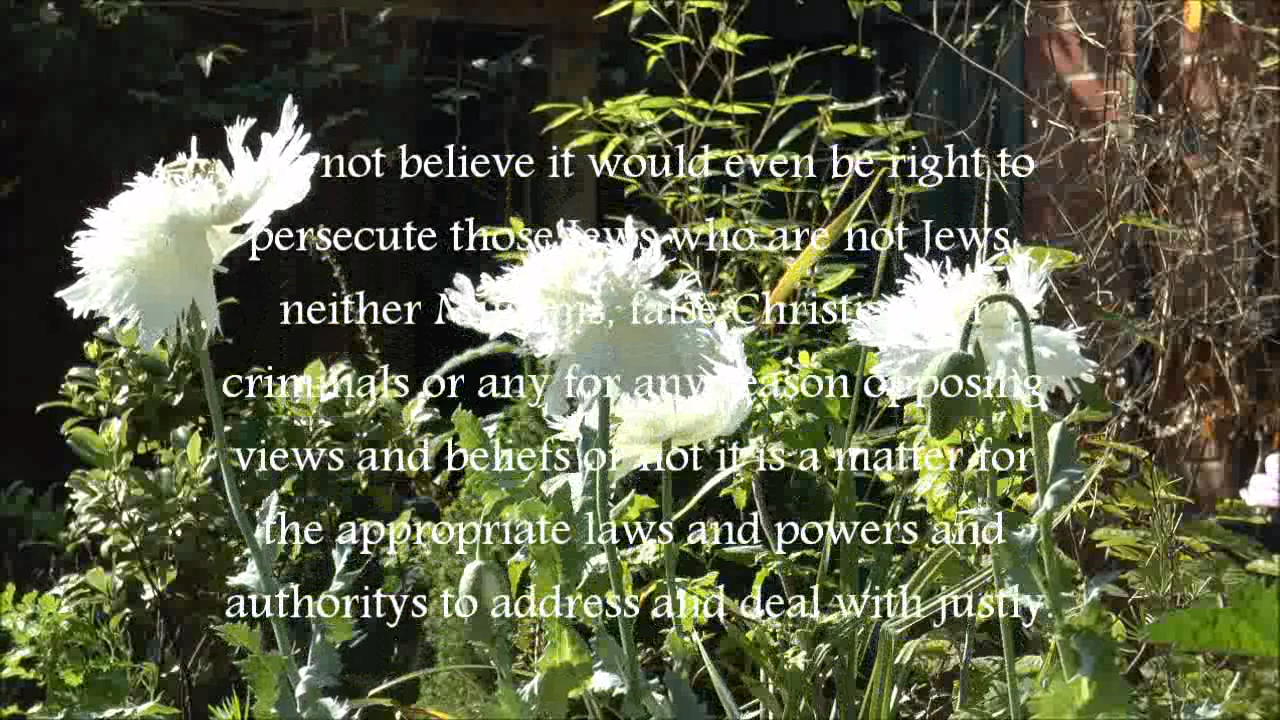 not believe it would even be right to
persecute those Jews who are not Jews
neither false
criminals or any for any reason opposing
views and beliefs or not it is a matter for
the appropriate laws and powers and
authoritys to address and deal with justly